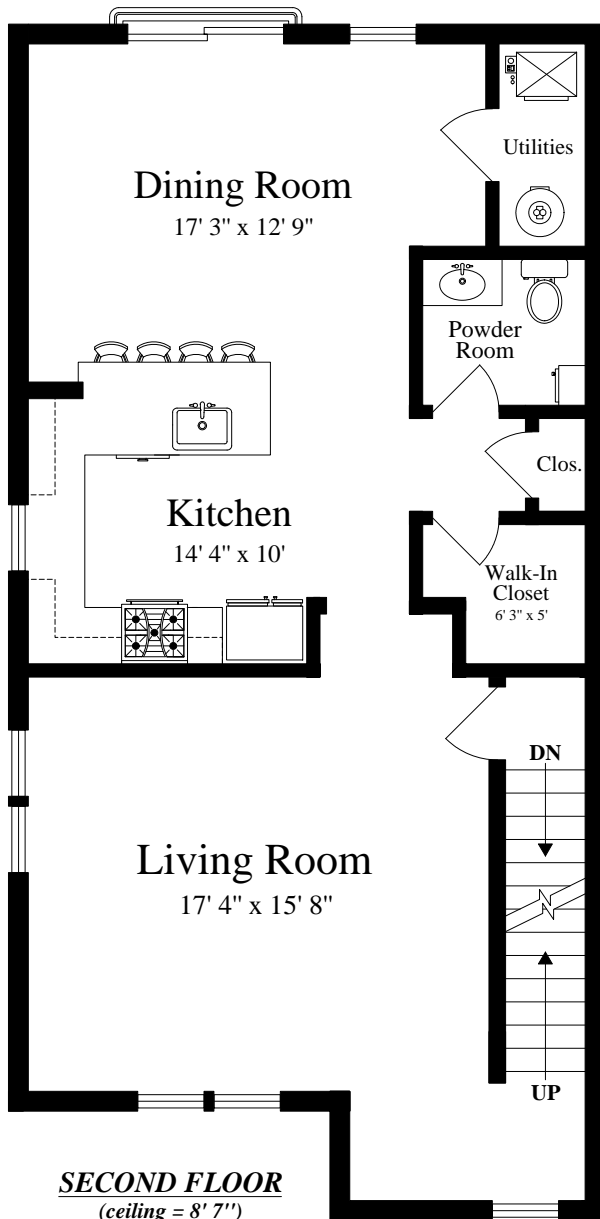 Utilities
Dining Room
17' 3" x 12' 9"
Powder
Room
Clos.
Kitchen
14' 4" x 10'
Walk-In
Closet
6' 3" x 5'
DN
Living Room
17' 4" x 15' 8"
UP
SECOND FLOOR
(ceiling = 8' 7")